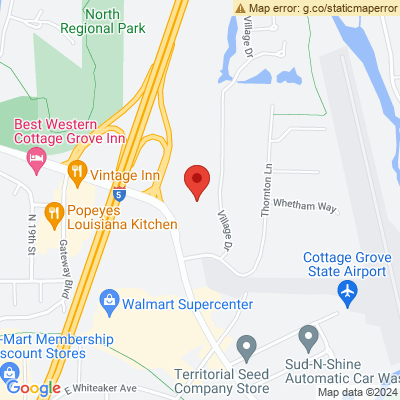 Map error: g.co/staticmaperror
North
Regional Park
Village Dr
Best Western
Cottage Grove Inn
Vintage Inn
5
Thornton Ln
Whetham Way
Popeyes
Louisiana Kitchen
N 19th St
Gateway Blvd
Village Dr
Cottage Grove
State Airport
Walmart Supercenter
-Mart Membership
scount Stores
Territorial Seed
Company Store
Sud-N-Shine
Automatic Car Wa
Google
E Whiteaker Ave
Map data ©2024